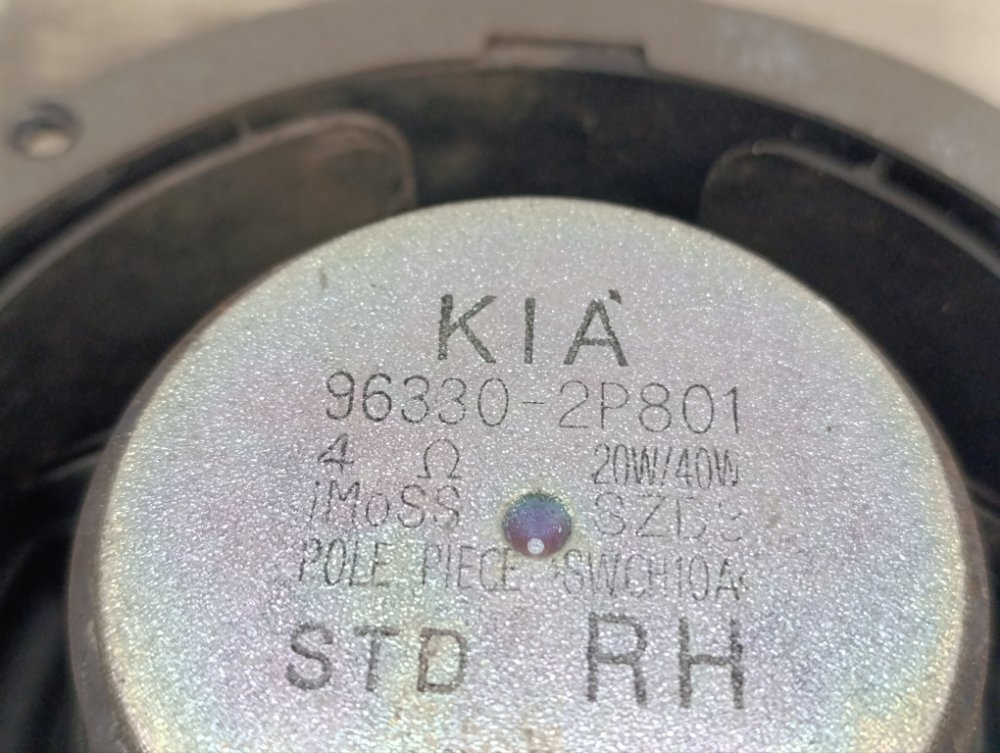 KIA
96330-2P801
4 Ω 20W/40W
iMoSS
POLE PIECE SWCH10A
STD RH